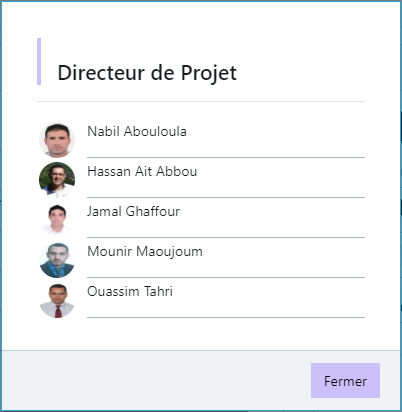 Directeur de Projet
Nabil Abouloula
Hassan Ait Abbou
Jamal Ghaffour
Mounir Maoujoum
Ouassim Tahri
Fermer